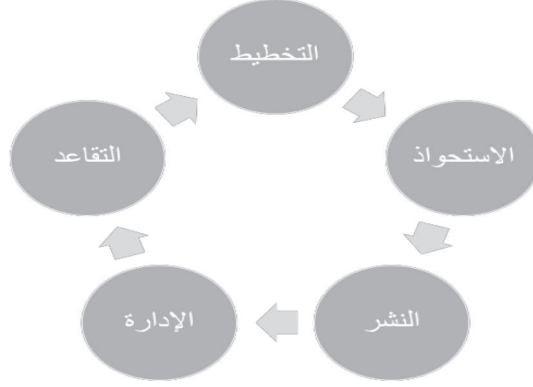 التخطيط
الاستحواذ
النشر
الإدارة
التقاعد